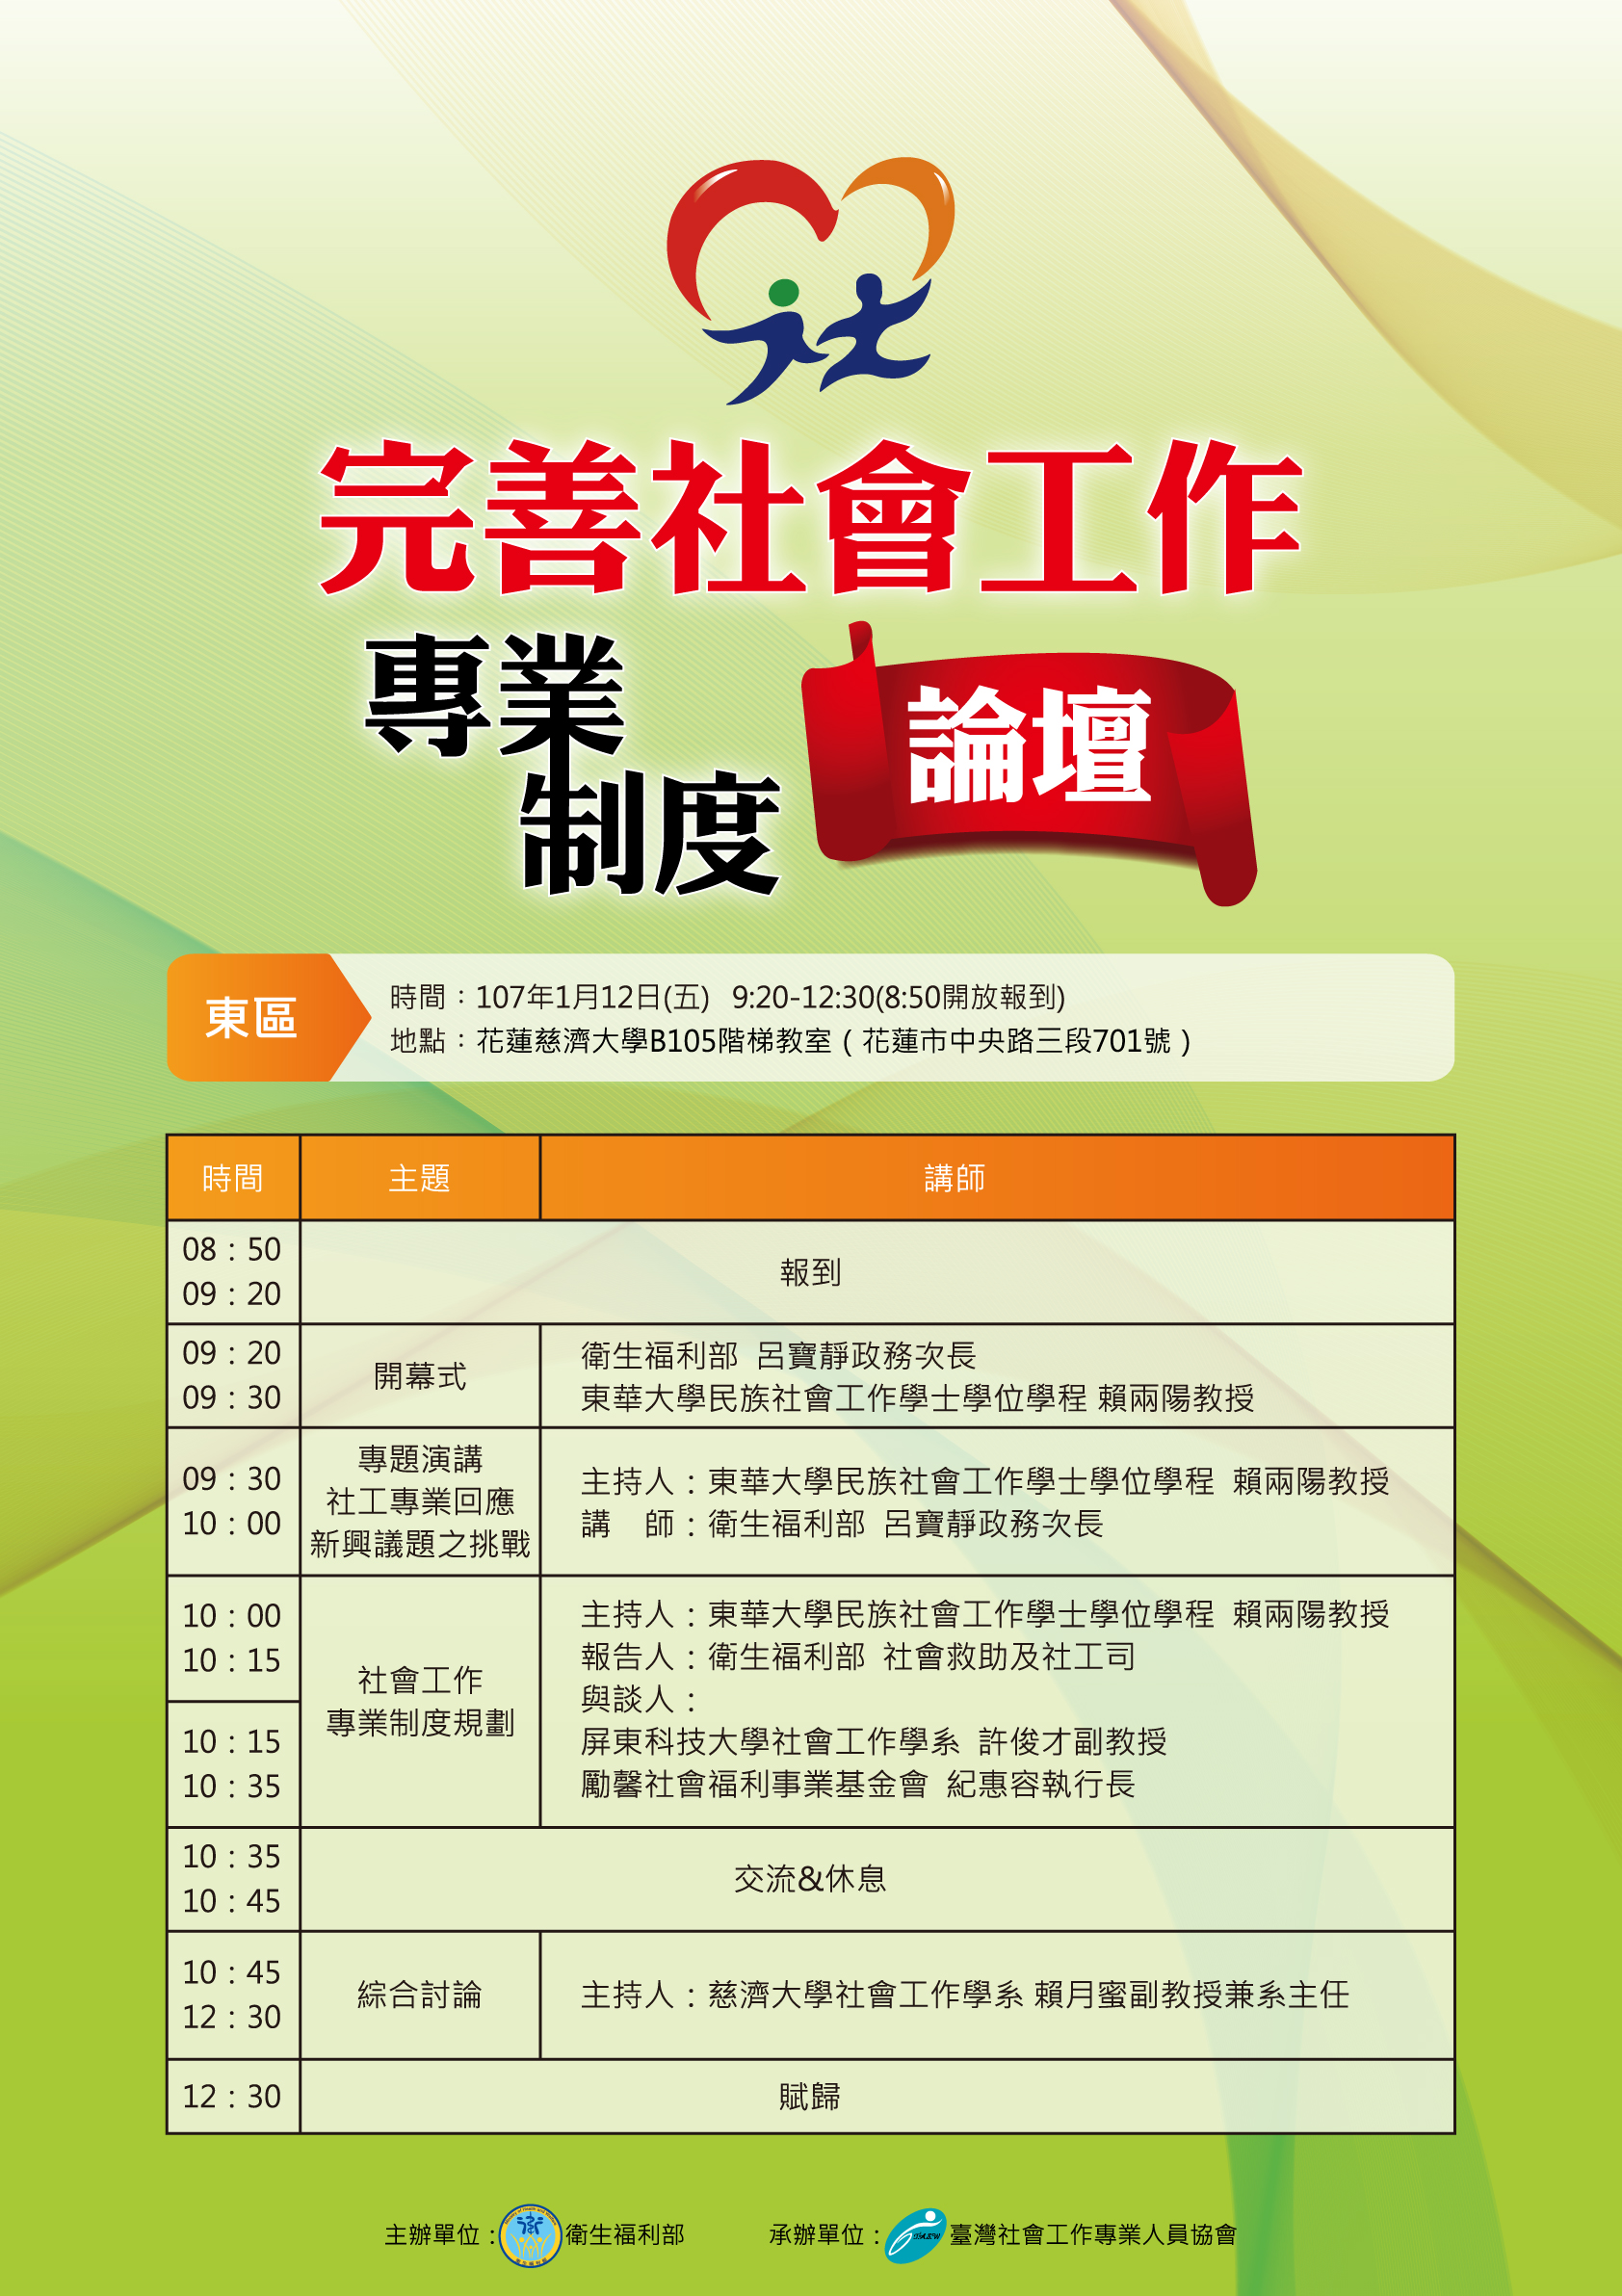 完善社會工作
專業
制度
論壇
東區
時間：107年1月12日(五) 9:20-12:30(8:50開放報到)
地點：花蓮慈濟大學B105階梯教室（花蓮市中央路三段701號）
時間 主題 講師
08：50
09：20
報到
09：20
09：30
開幕式
衛生福利部 呂寶靜政務次長
東華大學民族社會工作學士學位學程 賴兩陽教授
09：30
10：00
專題演講
社工專業回應
新興議題之挑戰
主持人：東華大學民族社會工作學士學位學程 賴兩陽教授
講　師：衛生福利部 呂寶靜政務次長
10：00
10：15
10：15
10：35
社會工作
專業制度規劃
主持人：東華大學民族社會工作學士學位學程 賴兩陽教授
報告人：衛生福利部 社會救助及社工司
與談人：
屏東科技大學社會工作學系 許俊才副教授
勵馨社會福利事業基金會 紀惠容執行長
10：35
10：45
交流&休息
10：45
12：30
綜合討論
主持人：慈濟大學社會工作學系 賴月蜜副教授兼系主任
12：30
賦歸
主辦單位：衛生福利部 承辦單位：臺灣社會工作專業人員協會